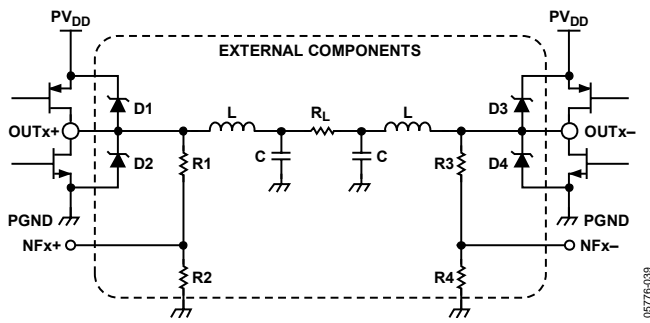 PVDD
PVDD
EXTERNAL COMPONENTS
D1
L
RL
L
D3
OUTx+
OUTx–
D2
R1
C
C
R3
D4
PGND
PGND
NFx+
NFx–
R2
R4
05776-039